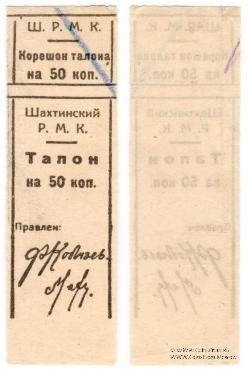 Ш. Р. М. К.
Корешок талона
на 50 коп.
Шахтинский
Р. М. К.
Талон
на 50 коп.
Правлен: